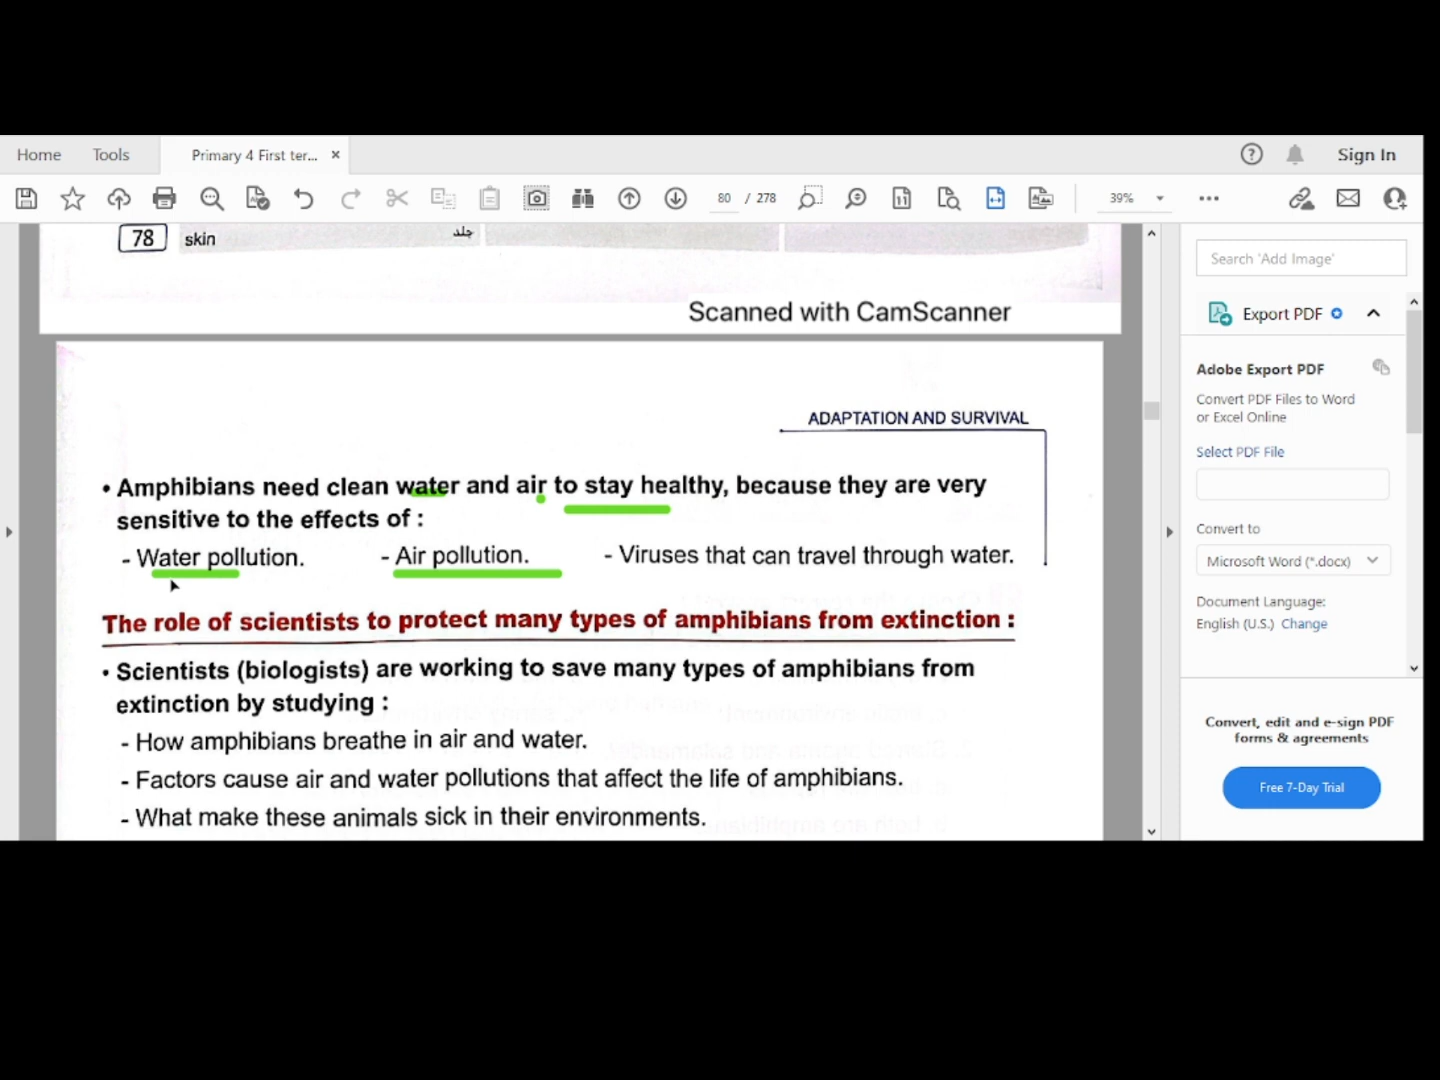 Home Tools Primary 4 First ter... × Sign In
80 / 278 39%
78 skin جلد
Scanned with CamScanner
ADAPTATION AND SURVIVAL
• Amphibians need clean water and air to stay healthy, because they are very
sensitive to the effects of :
- Water pollution. - Air pollution. - Viruses that can travel through water.
The role of scientists to protect many types of amphibians from extinction :
• Scientists (biologists) are working to save many types of amphibians from
extinction by studying :
- How amphibians breathe in air and water.
- Factors cause air and water pollutions that affect the life of amphibians.
- What make these animals sick in their environments.
Search 'Add Image'
Export PDF
Adobe Export PDF
Convert PDF Files to Word
or Excel Online
Select PDF File
Convert to
Microsoft Word (*.docx)
Document Language:
English (U.S.) Change
Convert, edit and e-sign PDF
forms & agreements
Free 7-Day Trial